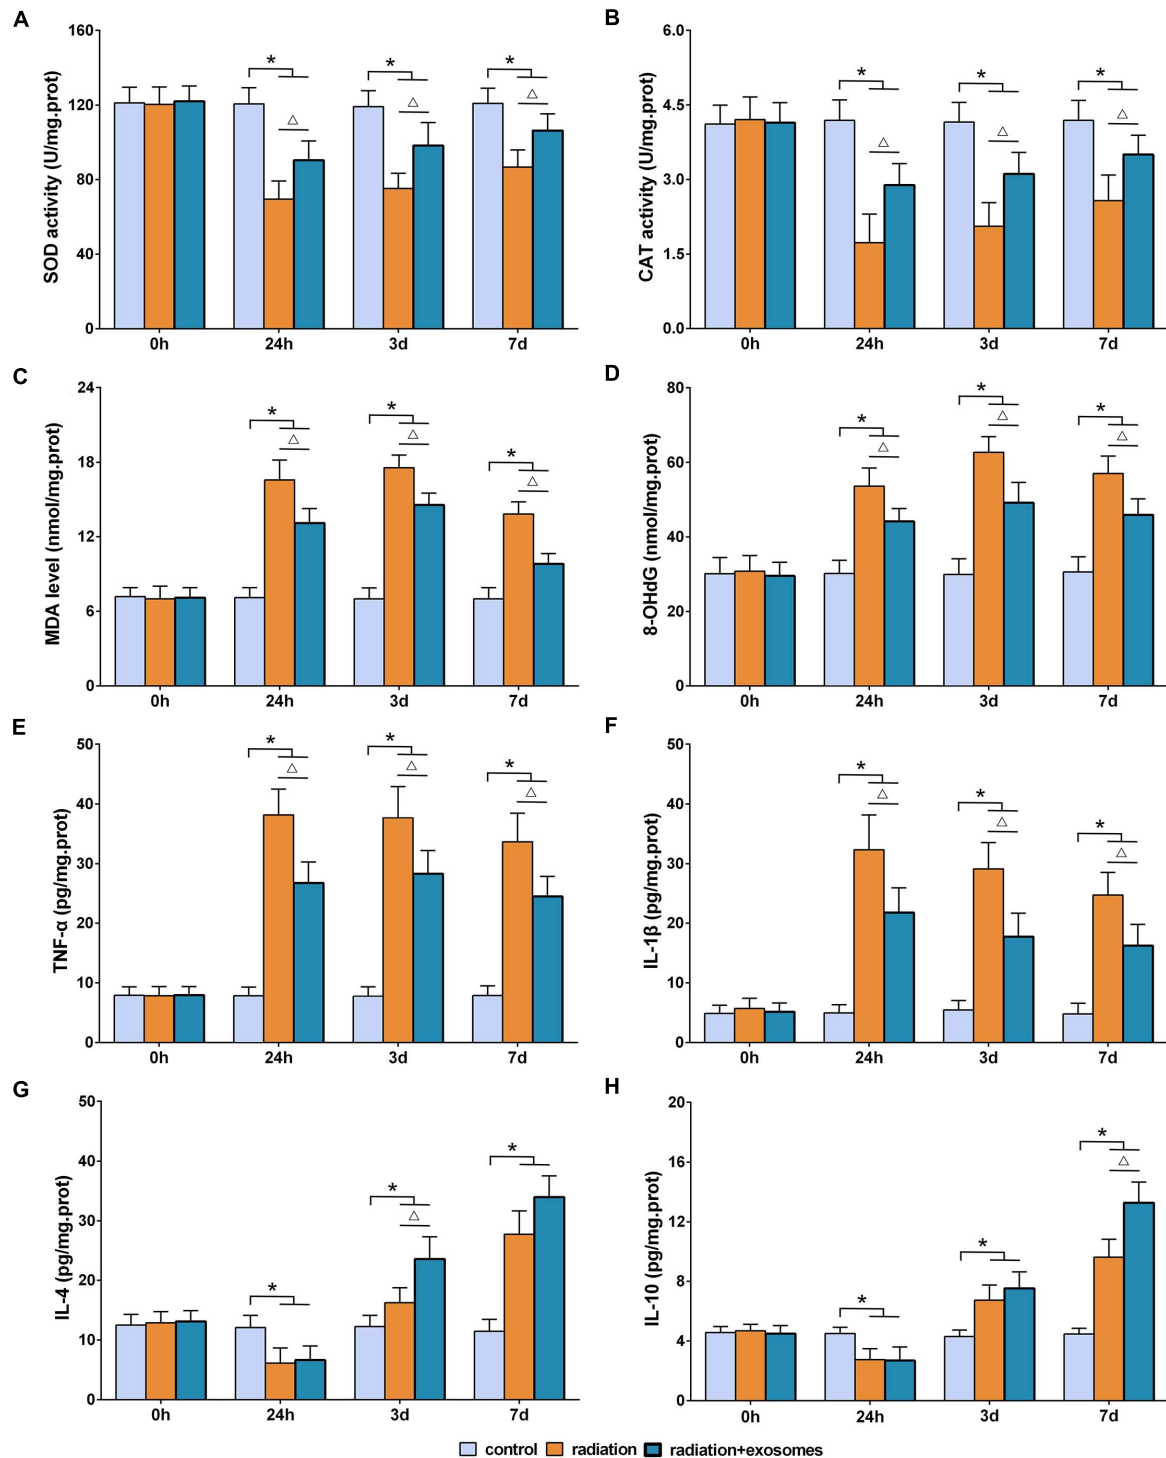 A
SOD activity (U/mg.prot)
160
120
80
40
0
* * *
△ △ △
0h 24h 3d 7d
B
CAT activity (U/mg.prot)
6.0
4.5
3.0
1.5
0.0
* * *
△ △ △
0h 24h 3d 7d
C
MDA level (nmol/mg.prot)
24
18
12
6
0
* * *
△ △ △
0h 24h 3d 7d
D
8-OHdG (nmol/mg.prot)
80
60
40
20
0
* * *
△ △ △
0h 24h 3d 7d
E
TNF-α (pg/mg.prot)
50
40
30
20
10
0
* * *
△ △ △
0h 24h 3d 7d
F
IL-1β (pg/mg.prot)
50
40
30
20
10
0
* * *
△ △ △
0h 24h 3d 7d
G
IL-4 (pg/mg.prot)
50
40
30
20
10
0
* * *
△
0h 24h 3d 7d
H
IL-10 (pg/mg.prot)
20
16
12
8
4
0
* * *
△
0h 24h 3d 7d
control radiation radiation+exosomes